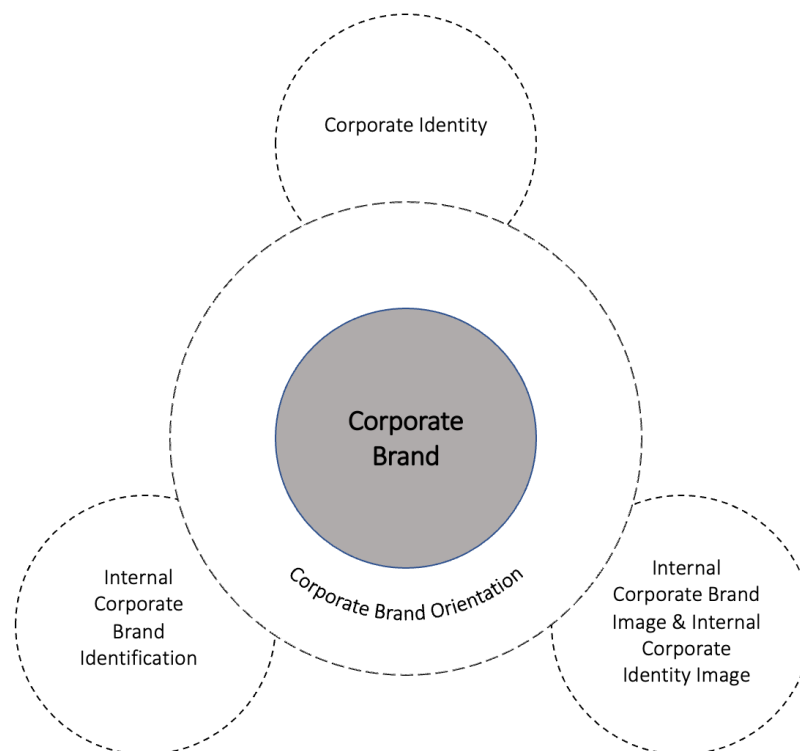 Corporate Identity
Corporate
Brand
Corporate Brand Orientation
Internal
Corporate
Brand
Identification
Internal
Corporate Brand
Image & Internal
Corporate
Identity Image